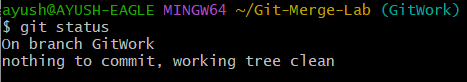 ayush@AYUSH-EAGLE MINGW64 ~/Git-Merge-Lab (GitWork)
$ git status
On branch GitWork
nothing to commit, working tree clean